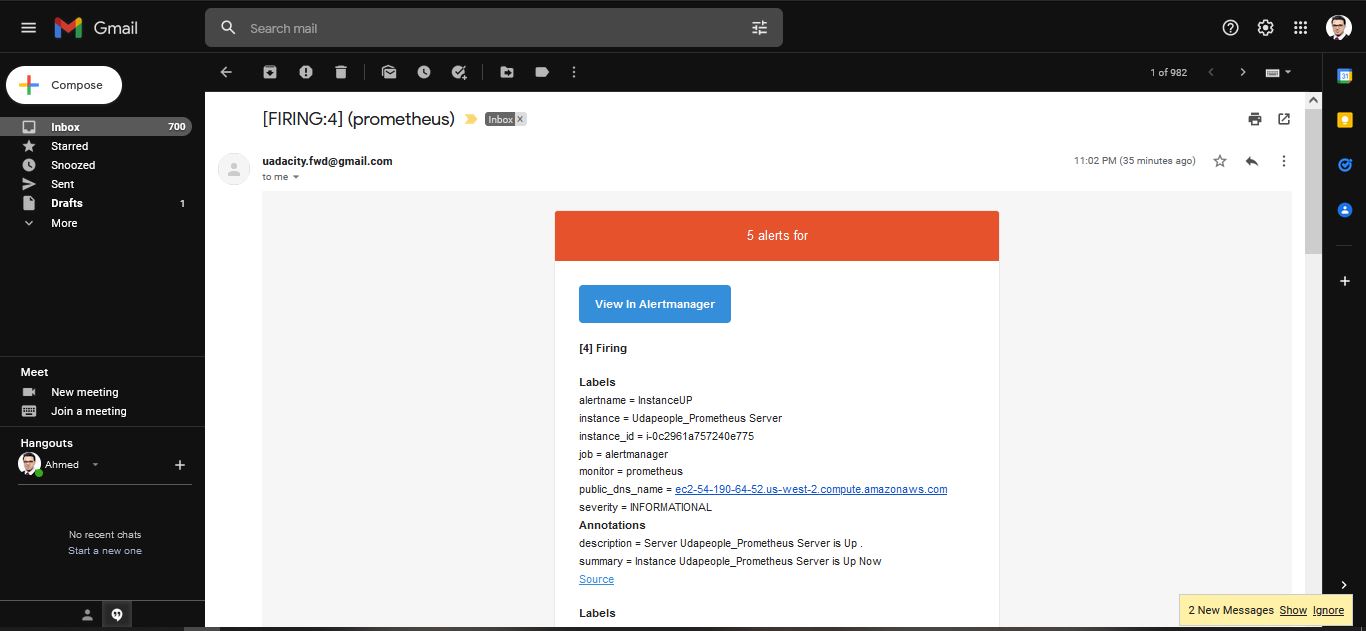 Gmail
Search mail
Compose
1 of 982
Inbox 700
Starred
Snoozed
Sent
Drafts 1
More
Meet
New meeting
Join a meeting
Hangouts
Ahmed
No recent chats
Start a new one
[FIRING:4] (prometheus) Inbox x
uadacity.fwd@gmail.com 11:02 PM (35 minutes ago)
to me
5 alerts for
View In Alertmanager
[4] Firing
Labels
alertname = InstanceUP
instance = Udapeople_Prometheus Server
instance_id = i-0c2961a757240e775
job = alertmanager
monitor = prometheus
public_dns_name = ec2-54-190-64-52.us-west-2.compute.amazonaws.com
severity = INFORMATIONAL
Annotations
description = Server Udapeople_Prometheus Server is Up .
summary = Instance Udapeople_Prometheus Server is Up Now
Source
Labels
31
2 New Messages Show Ignore